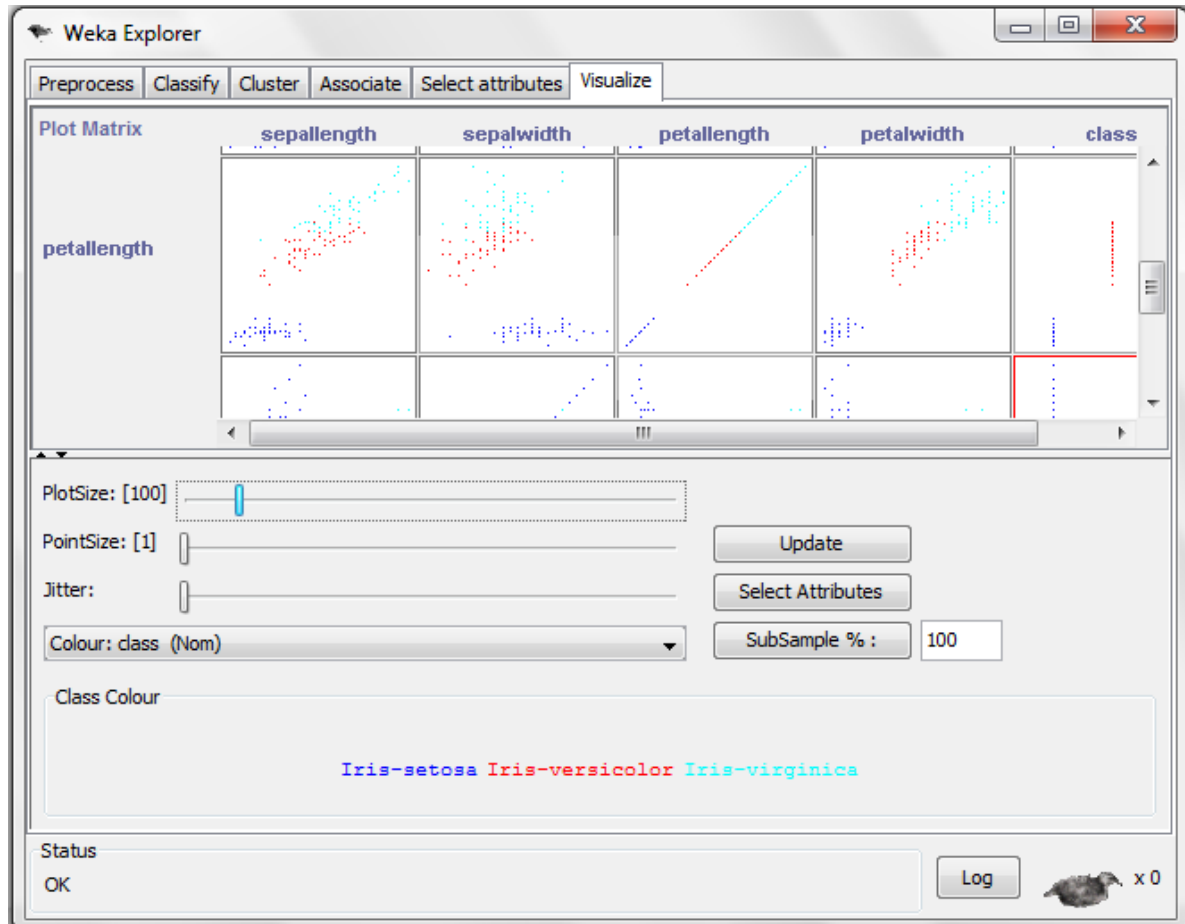 Weka Explorer
Preprocess Classify Cluster Associate Select attributes Visualize
Plot Matrix sepallength sepalwidth petallength petalwidth class
petallength
PlotSize: [100]
PointSize: [1] Update
Jitter: Select Attributes
Colour: class (Nom) SubSample % : 100
Class Colour
Iris-setosa Iris-versicolor Iris-virginica
Status
OK Log x 0